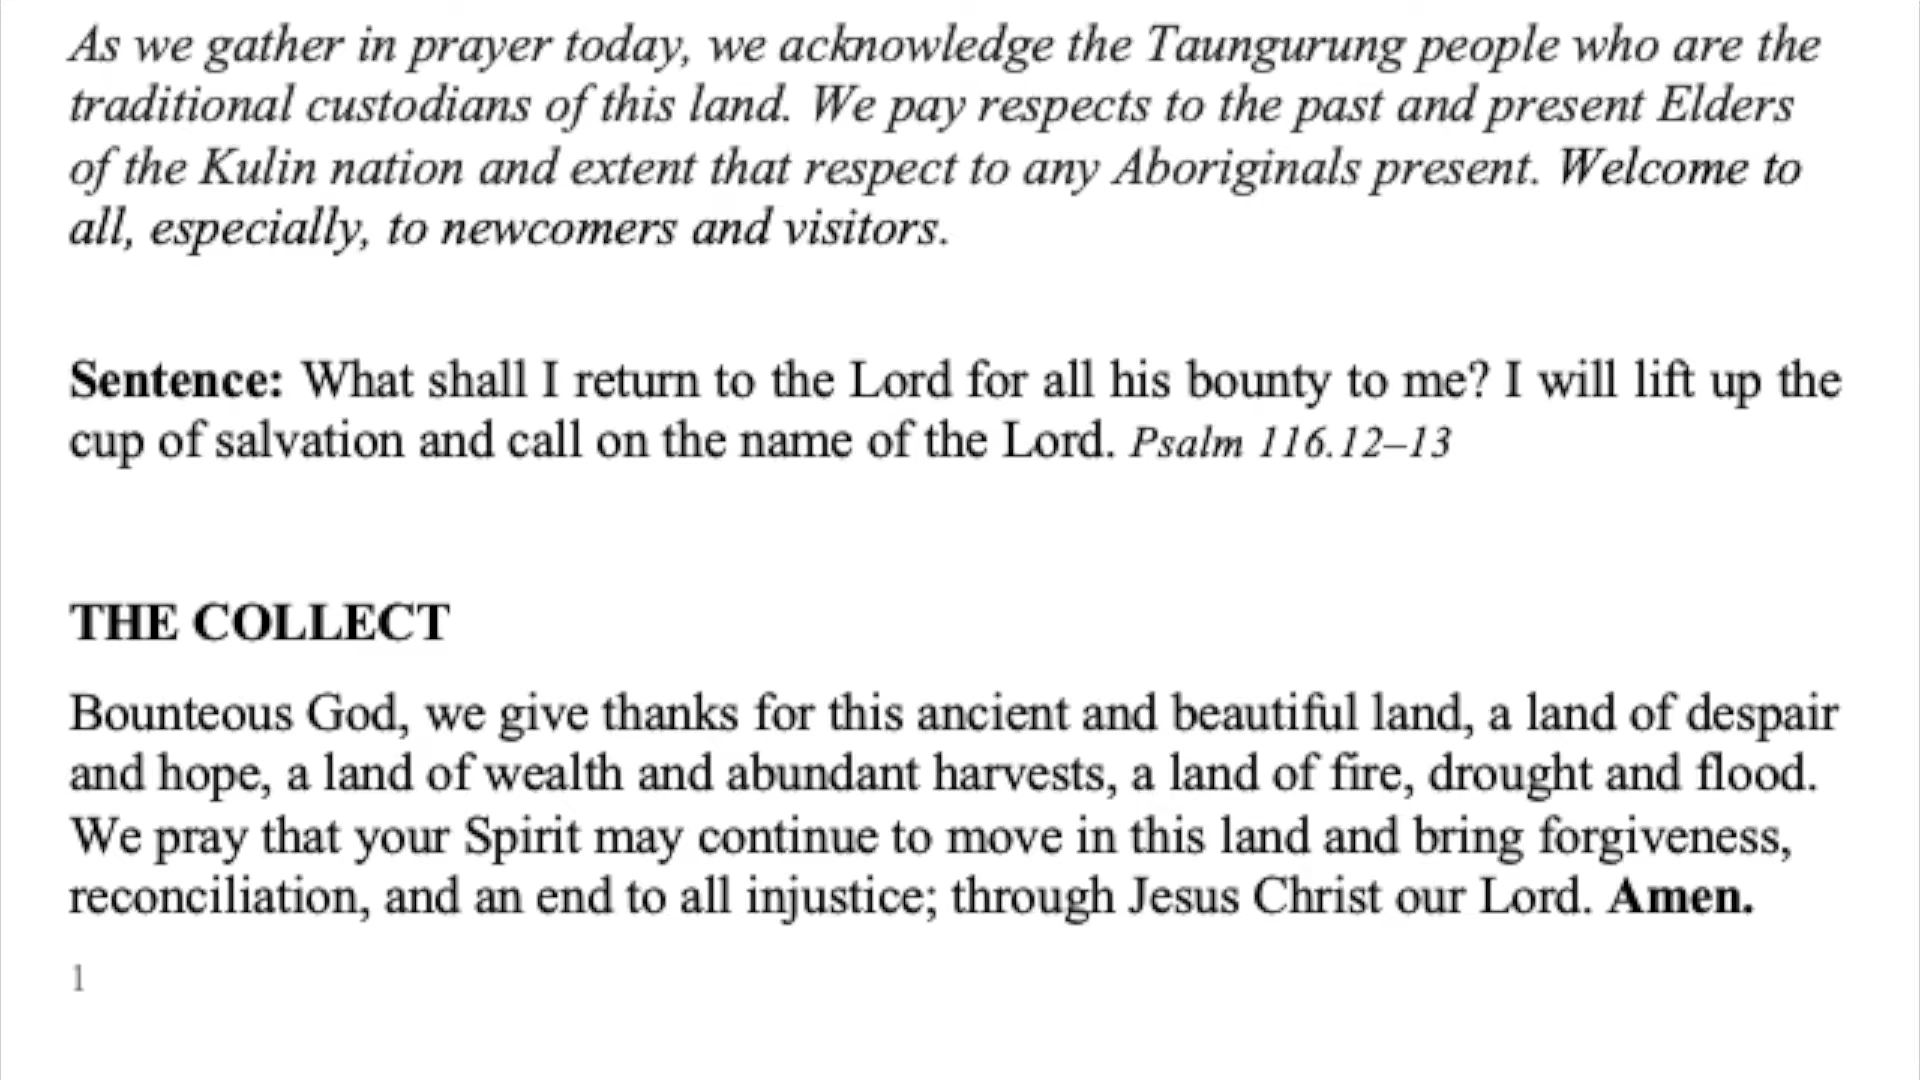 As we gather in prayer today, we acknowledge the Taungurung people who are the
traditional custodians of this land. We pay respects to the past and present Elders
of the Kulin nation and extent that respect to any Aboriginals present. Welcome to
all, especially, to newcomers and visitors.
Sentence: What shall I return to the Lord for all his bounty to me? I will lift up the
cup of salvation and call on the name of the Lord. Psalm 116.12–13
THE COLLECT
Bounteous God, we give thanks for this ancient and beautiful land, a land of despair
and hope, a land of wealth and abundant harvests, a land of fire, drought and flood.
We pray that your Spirit may continue to move in this land and bring forgiveness,
reconciliation, and an end to all injustice; through Jesus Christ our Lord. Amen.
1